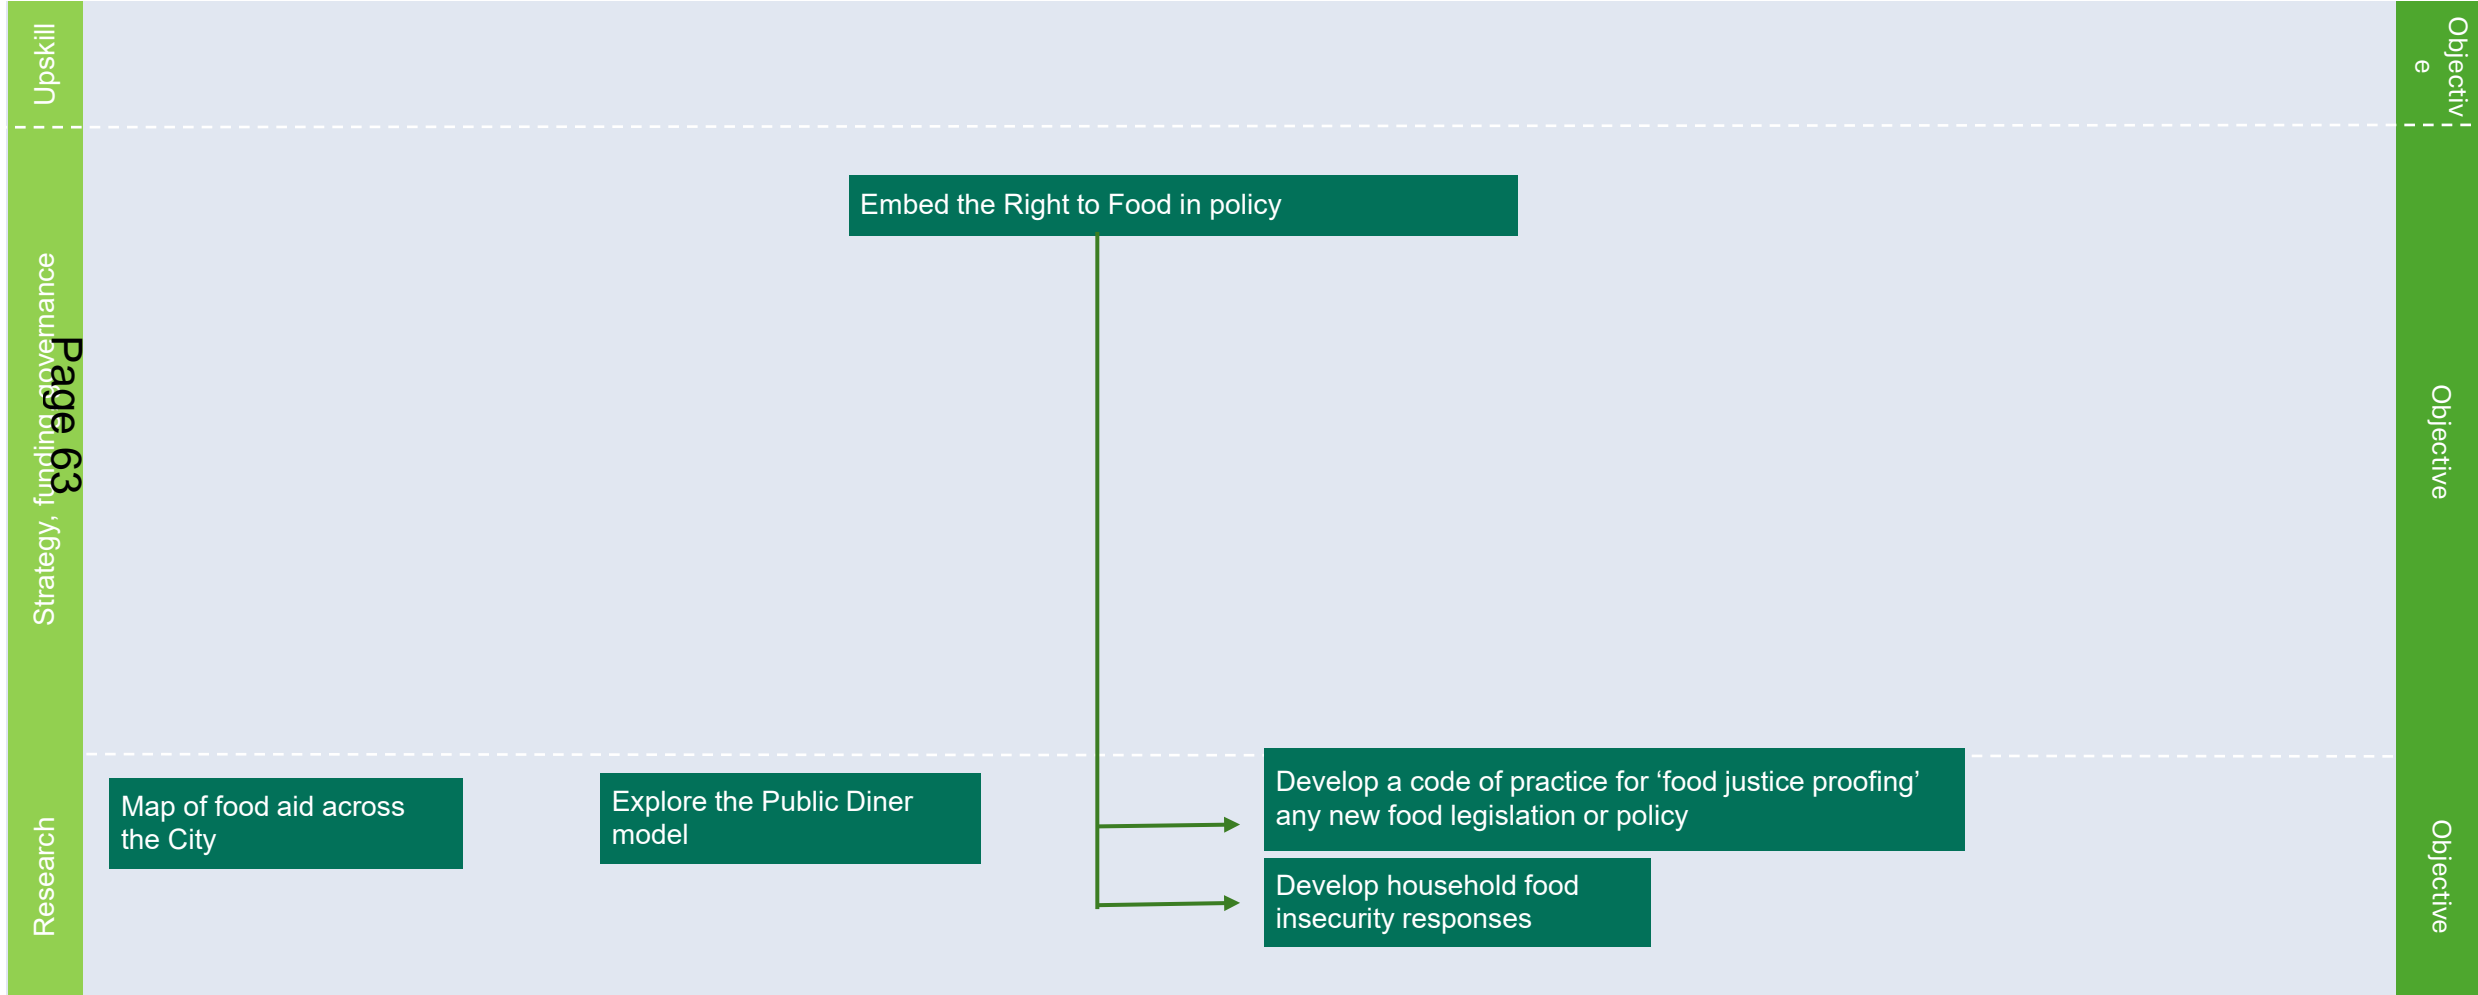 Upskill
Objectiv
e
Embed the Right to Food in policy
Strategy, funding, governance
Page 63
Objective
Map of food aid across
the City
Explore the Public Diner
model
Develop a code of practice for ‘food justice proofing’
any new food legislation or policy
Develop household food
insecurity responses
Research
Objective